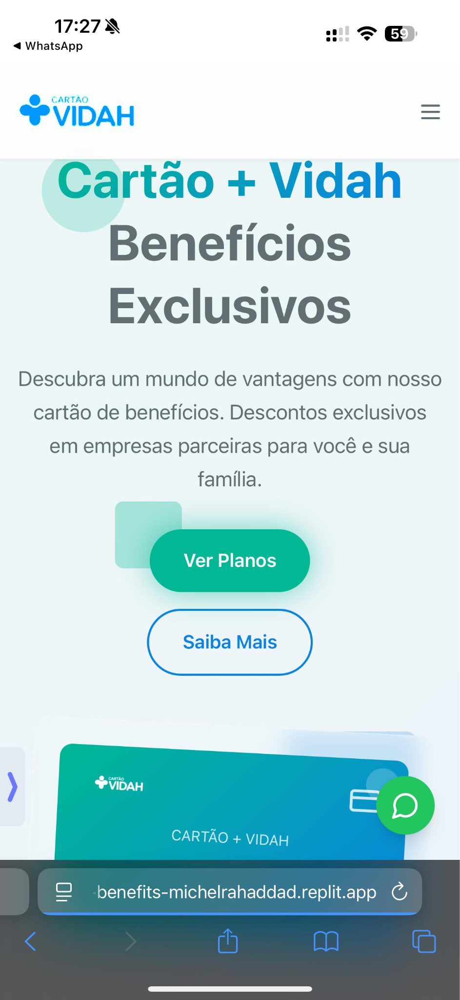 17:27
WhatsApp
59
CARTÃO
VIDAH
Cartão + Vidah
Benefícios
Exclusivos
Descubra um mundo de vantagens com nosso
cartão de benefícios. Descontos exclusivos
em empresas parceiras para você e sua
família.
Ver Planos
Saiba Mais
CARTÃO
VIDAH
CARTÃO + VIDAH
-benefits-michelrahaddad.replit.app